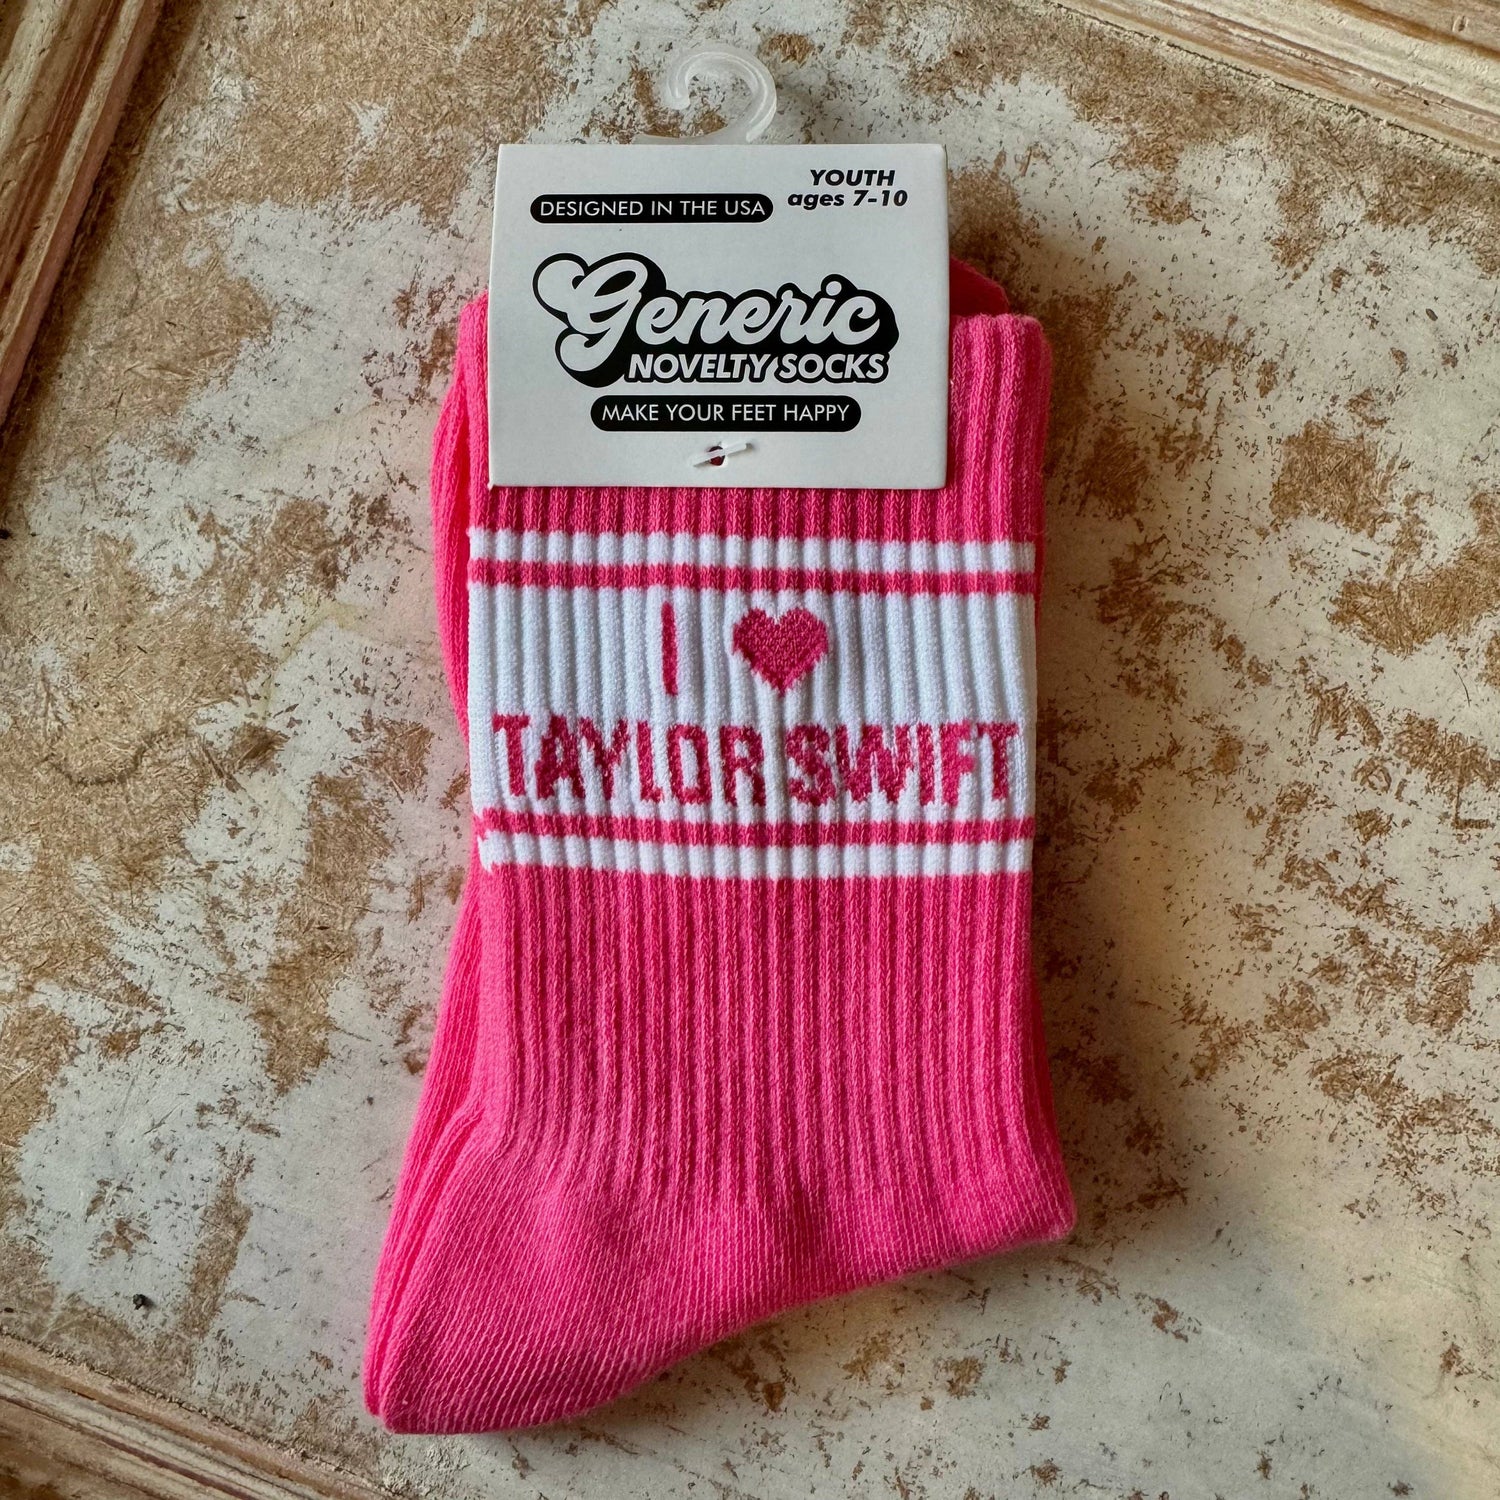 YOUTH
ages 7-10
DESIGNED IN THE USA
Generic
NOVELTY SOCKS
MAKE YOUR FEET HAPPY
I ♥
TAYLOR SWIFT